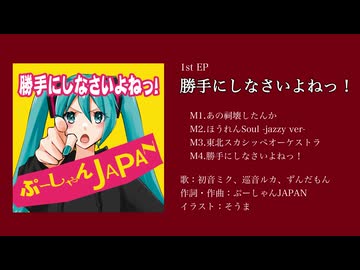 勝手にしなさいよねっ!
ぷーしゃんJAPAN
1st EP
勝手にしなさいよねっ!
M1.あの祠壊したんか
M2.ほうれんSoul -jazzy ver-
M3.東北スカシッペオーケストラ
M4.勝手にしなさいよねっ!
歌:初音ミク、巡音ルカ、ずんだもん
作詞・作曲:ぷーしゃんJAPAN
イラスト:そうま